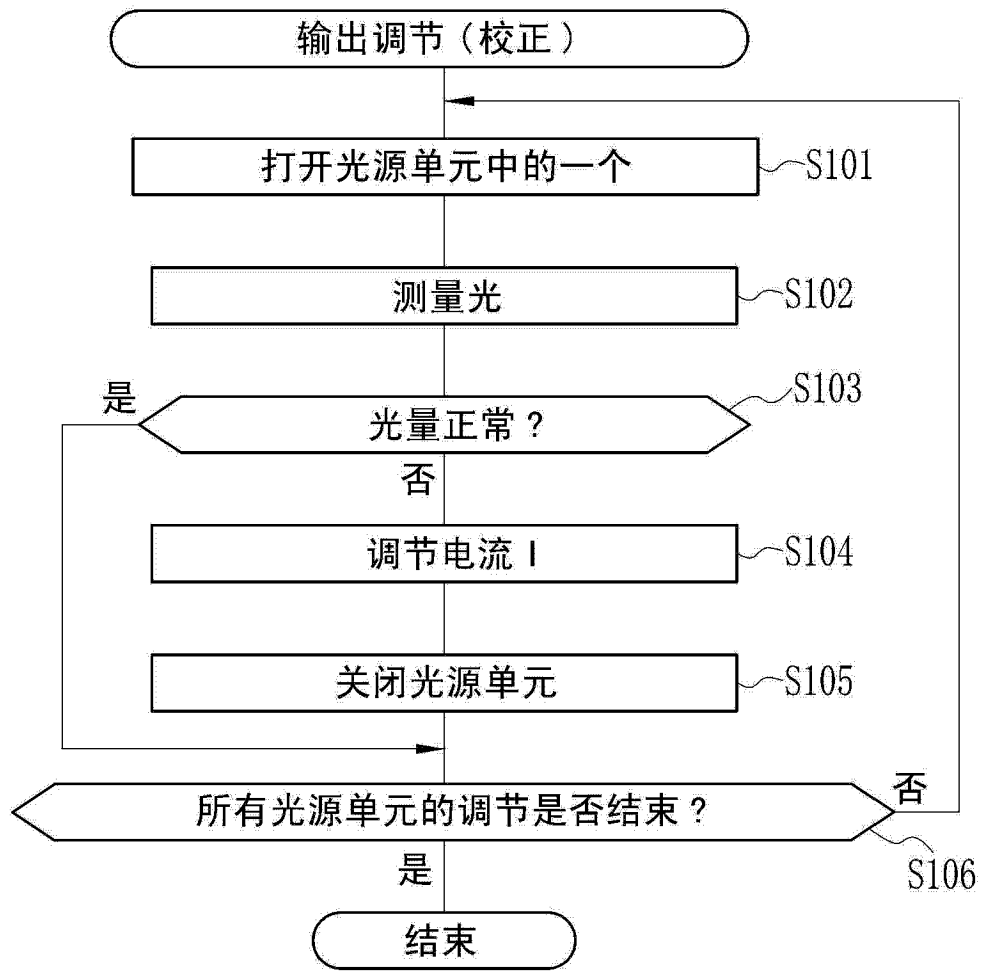 输出调节（校正）
打开光源单元中的一个
S101
测量光
S102
是
光量正常？
S103
否
调节电流 I
S104
关闭光源单元
S105
所有光源单元的调节是否结束？
否
S106
是
结束